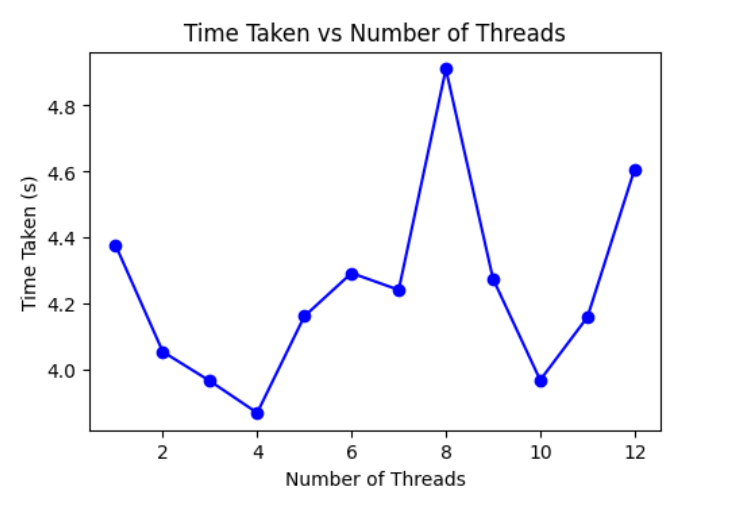 Time Taken vs Number of Threads
Time Taken (s)
4.8
4.6
4.4
4.2
4.0
2 4 6 8 10 12
Number of Threads